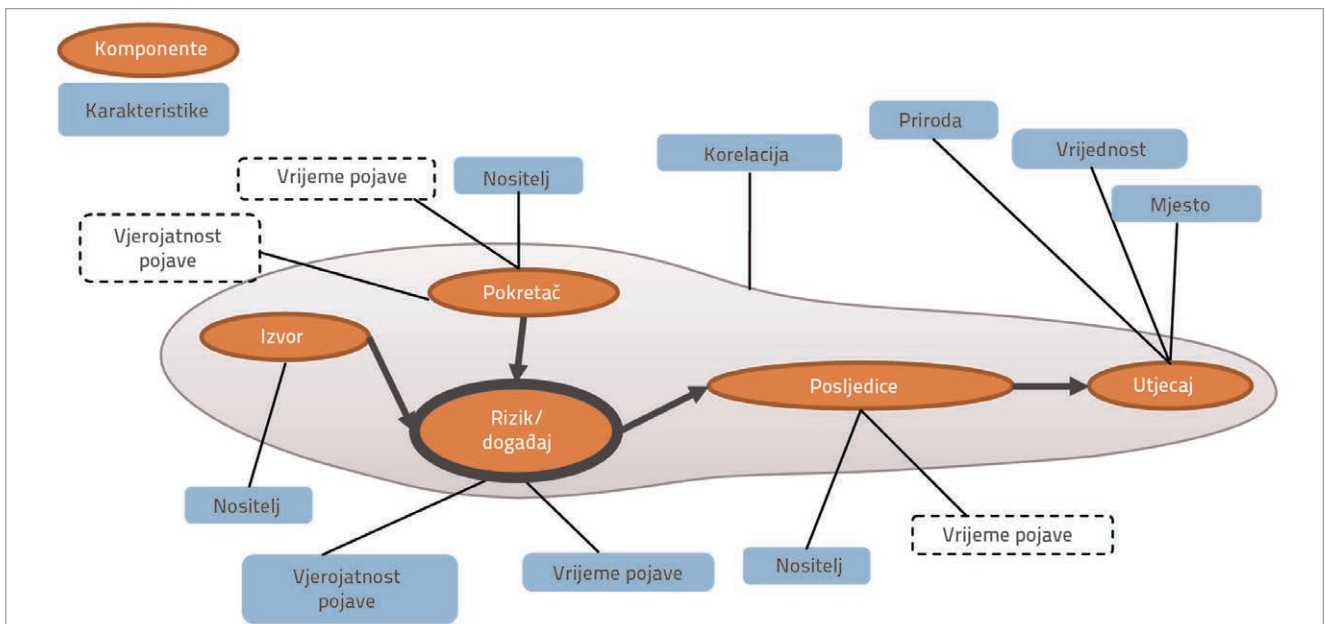 Komponente
Karakteristike
Priroda
Vrijednost
Korelacija
Vrijeme pojave
Nositelj
Mjesto
Vjerojatnost
pojave
Pokretač
Izvor
Posljedice
Utjecaj
Rizik/
događaj
Nositelj
Vrijeme pojave
Vjerojatnost
pojave
Vrijeme pojave
Nositelj